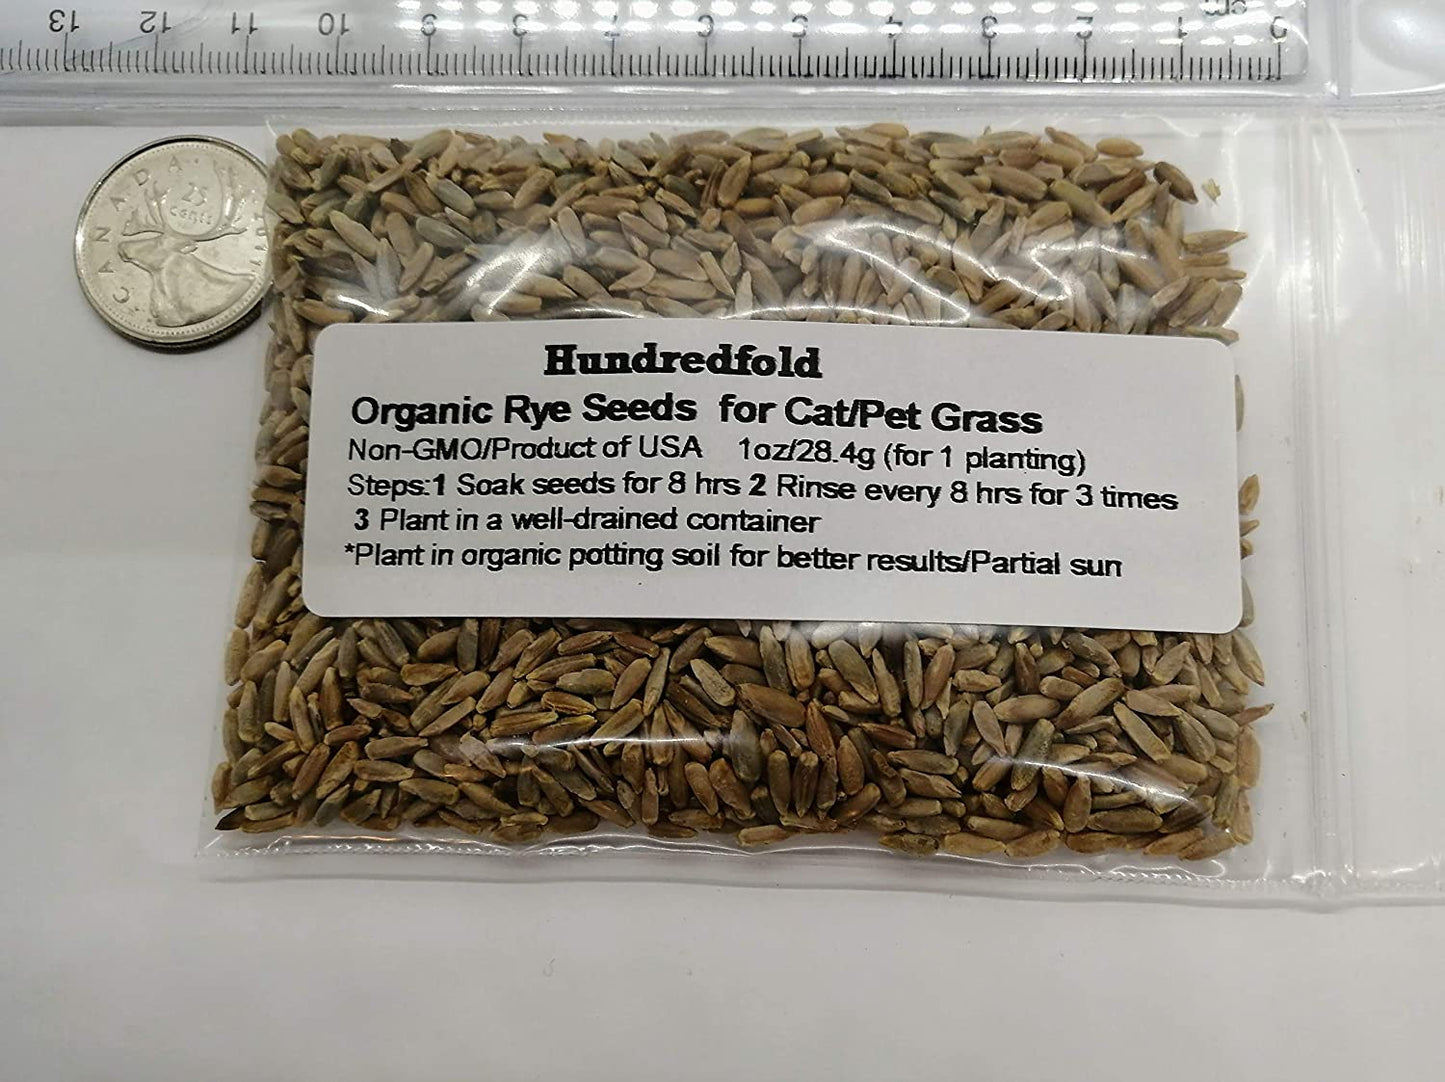 13 12 11 10 9 8 7 6 5 4 3 2 1 0 cm
CANADA
25
cents
Hundredfold
Organic Rye Seeds for Cat/Pet Grass
Non-GMO/Product of USA 1oz/28.4g (for 1 planting)
Steps:1 Soak seeds for 8 hrs 2 Rinse every 8 hrs for 3 times
3 Plant in a well-drained container
*Plant in organic potting soil for better results/Partial sun